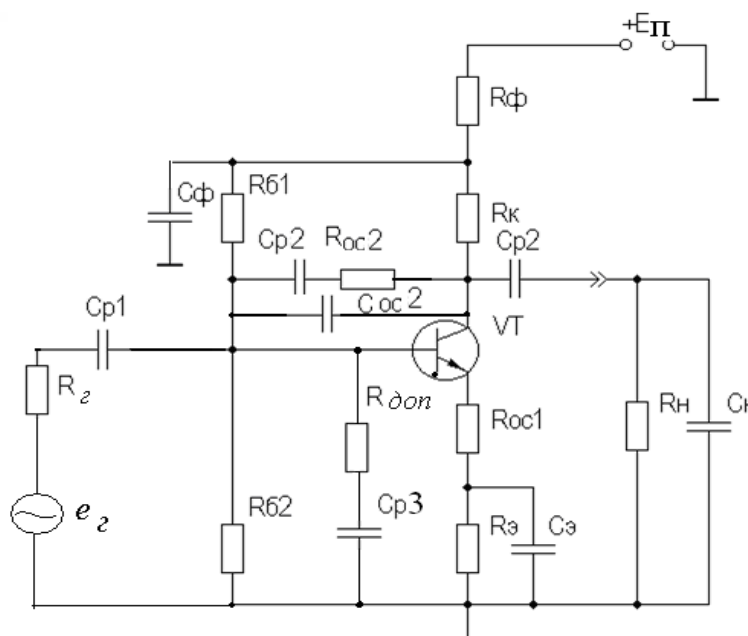 +Eп
Rф
Cф
Rб1
Rк
Cр2
Rос2
Cр2
Cос2
Cр1
VT
Rг
Rдоп
Rос1
Rн
Cн
eг
Rб2
Cр3
Rэ
Cэ